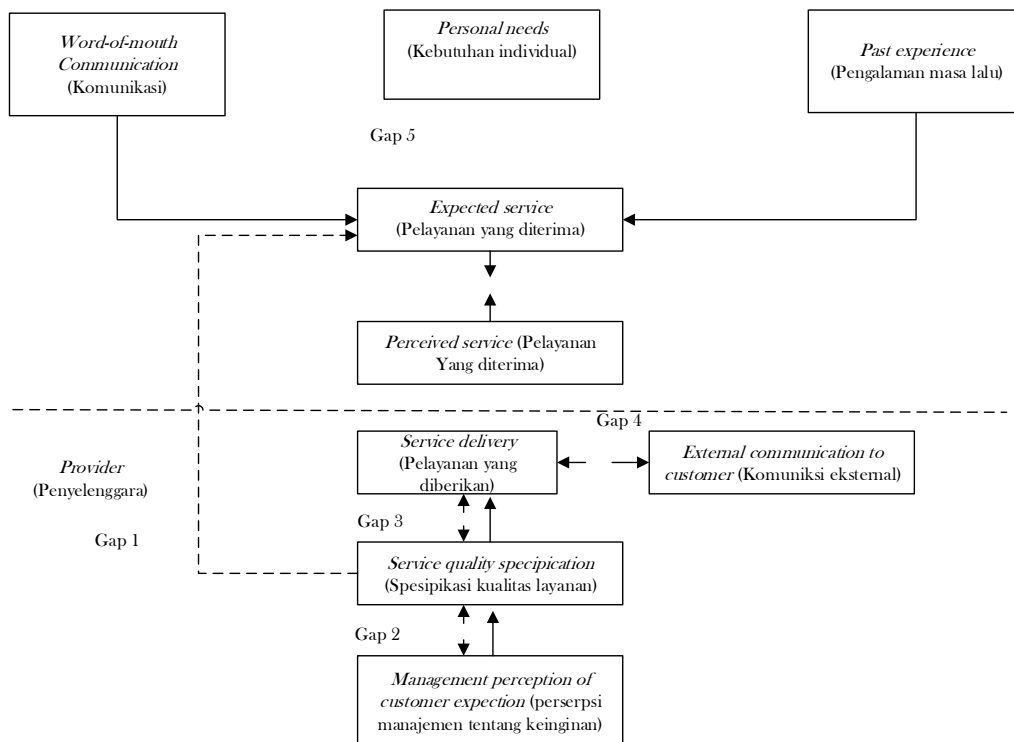 Word-of-mouth
Communication
(Komunikasi)
Personal needs
(Kebutuhan individual)
Past experience
(Pengalaman masa lalu)
Gap 5
Expected service
(Pelayanan yang diterima)
Perceived service (Pelayanan
Yang diterima)
Gap 4
Service delivery
(Pelayanan yang
diberikan)
External communication to
customer (Komuniksi eksternal)
Provider
(Penyelenggara)
Gap 3
Gap 1
Service quality specipication
(Spesipikasi kualitas layanan)
Gap 2
Management perception of
customer expection (perserpsi
manajemen tentang keinginan)